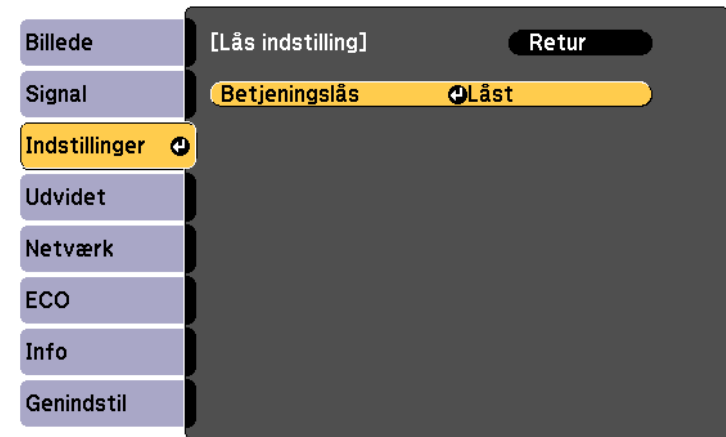 Billede
Signal
Indstillinger
Udvidet
Netværk
ECO
Info
Genindstil
[Lås indstilling] Retur
Betjeningslås Låst